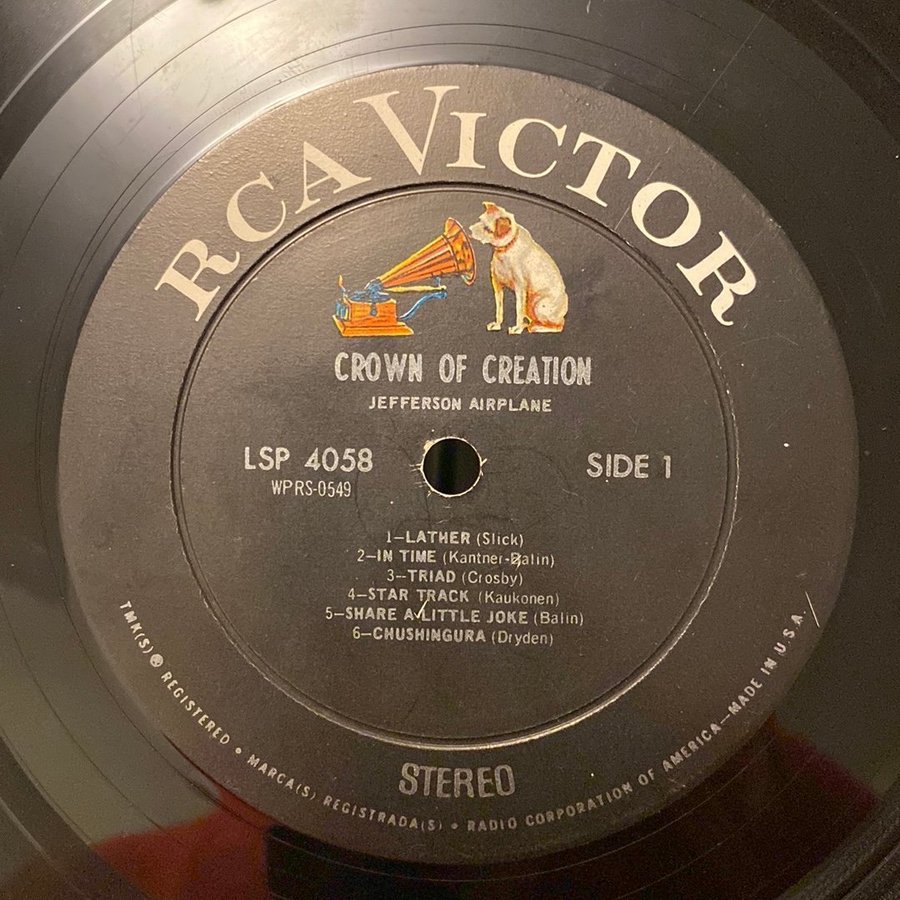 RCA VICTOR
CROWN OF CREATION
JEFFERSON AIRPLANE
LSP 4058
WPRS-0549
SIDE 1
1—LATHER (Slick)
2—IN TIME (Kantner-Balin)
3—TRIAD (Crosby)
4—STAR TRACK (Kaukonen)
5—SHARE A LITTLE JOKE (Balin)
6—CHUSHINGURA (Dryden)
STEREO
TMK(S) ® REGISTERED • MARCA(S) REGISTRADA(S) • RADIO CORPORATION OF AMERICA—MADE IN U.S.A.